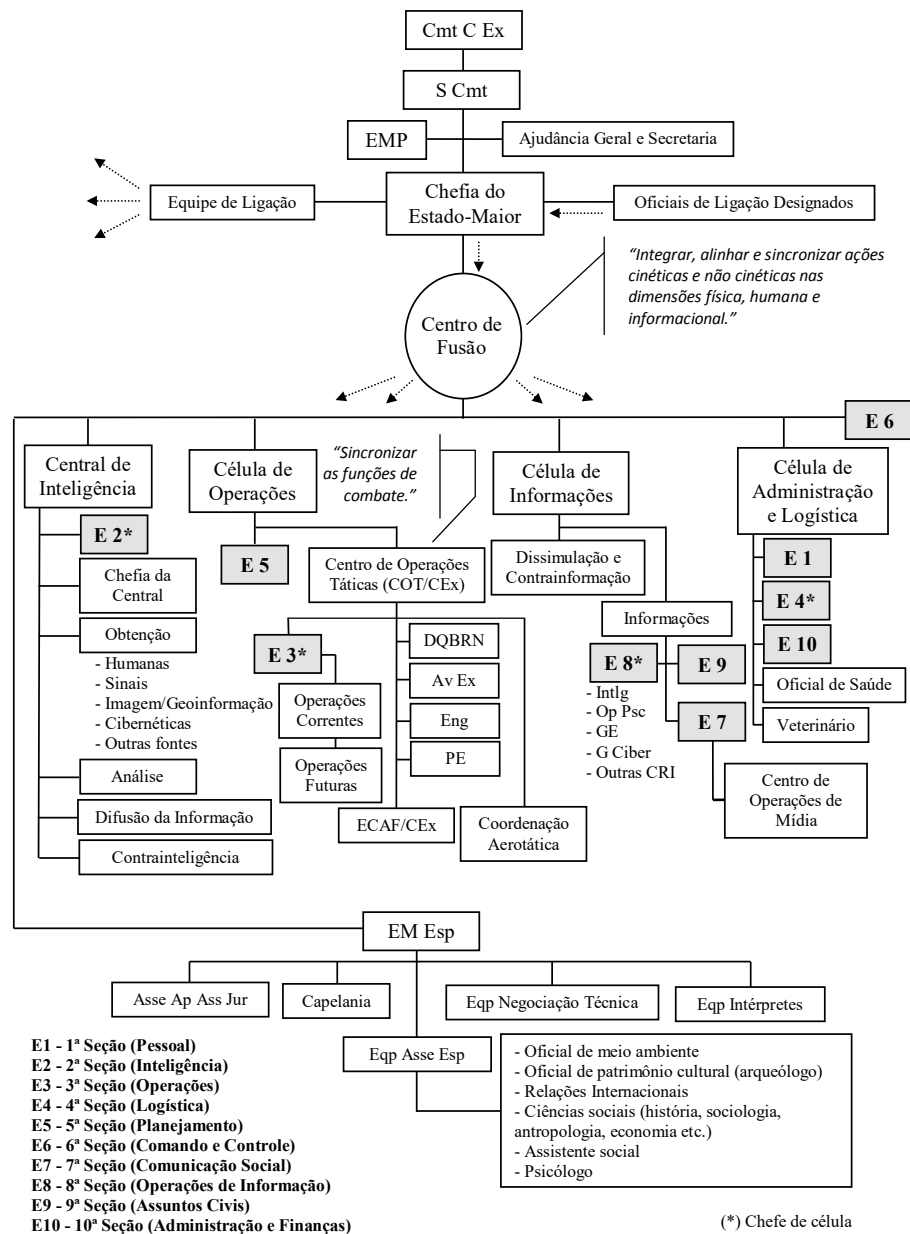 Cmt C Ex
S Cmt
EMP
Ajudância Geral e Secretaria
Equipe de Ligação
Chefia do
Estado-Maior
Oficiais de Ligação Designados
“Integrar, alinhar e sincronizar ações
cinéticas e não cinéticas nas
dimensões física, humana e
informacional.”
Centro de
Fusão
E 6
Central de
Inteligência
E 2*
Chefia da
Central
Obtenção
- Humanas
- Sinais
- Imagem/Geoinformação
- Cibernéticas
- Outras fontes
Análise
Difusão da Informação
Contrainteligência
Célula de
Operações
“Sincronizar
as funções de
combate.”
E 5
Centro de Operações
Táticas (COT/CEx)
E 3*
Operações
Correntes
Operações
Futuras
DQBRN
Av Ex
Eng
PE
ECAF/CEx
Coordenação
Aerotática
Célula de
Informações
Dissimulação e
Contrainformação
Informações
E 8*
- Intlg
- Op Psc
- GE
- G Ciber
- Outras CRI
E 9
E 7
Centro de
Operações de
Mídia
Célula de
Administração
e Logística
E 1
E 4*
E 10
Oficial de Saúde
Veterinário
EM Esp
Asse Ap Ass Jur
Capelania
Eqp Negociação Técnica
Eqp Intérpretes
Eqp Asse Esp
- Oficial de meio ambiente
- Oficial de patrimônio cultural (arqueólogo)
- Relações Internacionais
- Ciências sociais (história, sociologia,
antropologia, economia etc.)
- Assistente social
- Psicólogo
E1 - 1ª Seção (Pessoal)
E2 - 2ª Seção (Inteligência)
E3 - 3ª Seção (Operações)
E4 - 4ª Seção (Logística)
E5 - 5ª Seção (Planejamento)
E6 - 6ª Seção (Comando e Controle)
E7 - 7ª Seção (Comunicação Social)
E8 - 8ª Seção (Operações de Informação)
E9 - 9ª Seção (Assuntos Civis)
E10 - 10ª Seção (Administração e Finanças)
(*) Chefe de célula